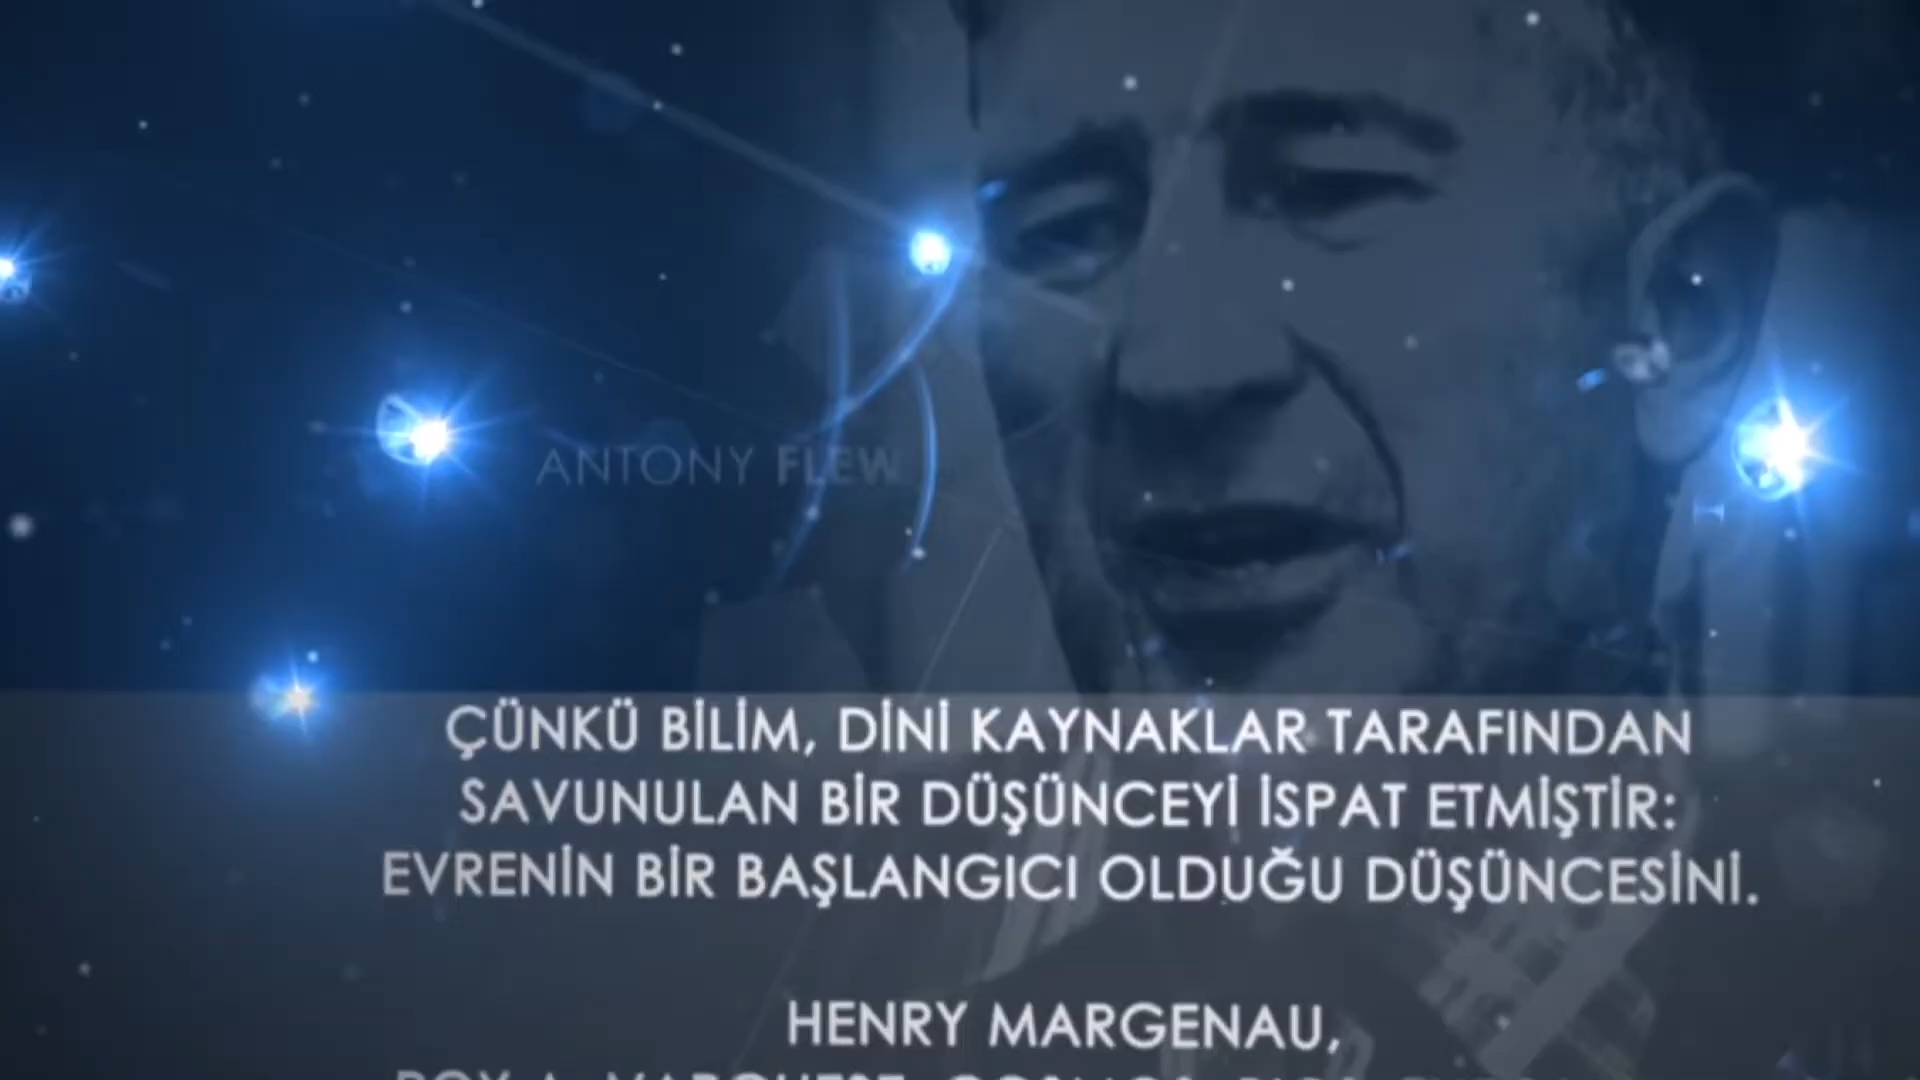 ANTONY FLEW
ÇÜNKÜ BİLİM, DİNİ KAYNAKLAR TARAFINDAN
SAVUNULAN BİR DÜŞÜNCEYİ İSPAT ETMİŞTİR:
EVRENİN BİR BAŞLANGICI OLDUĞU DÜŞÜNCESİNİ.
HENRY MARGENAU,